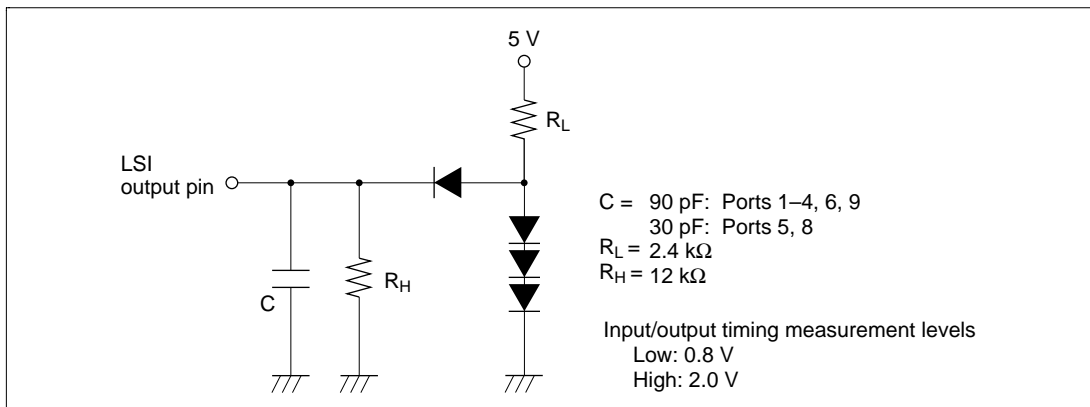 5 V
R_L
LSI
output pin
C
R_H
C = 90 pF: Ports 1–4, 6, 9
30 pF: Ports 5, 8
R_L = 2.4 kΩ
R_H = 12 kΩ
Input/output timing measurement levels
Low: 0.8 V
High: 2.0 V